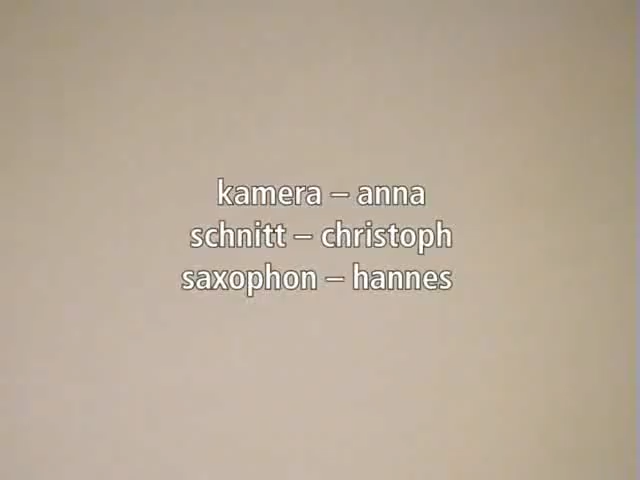 kamera – anna
schnitt – christoph
saxophon – hannes